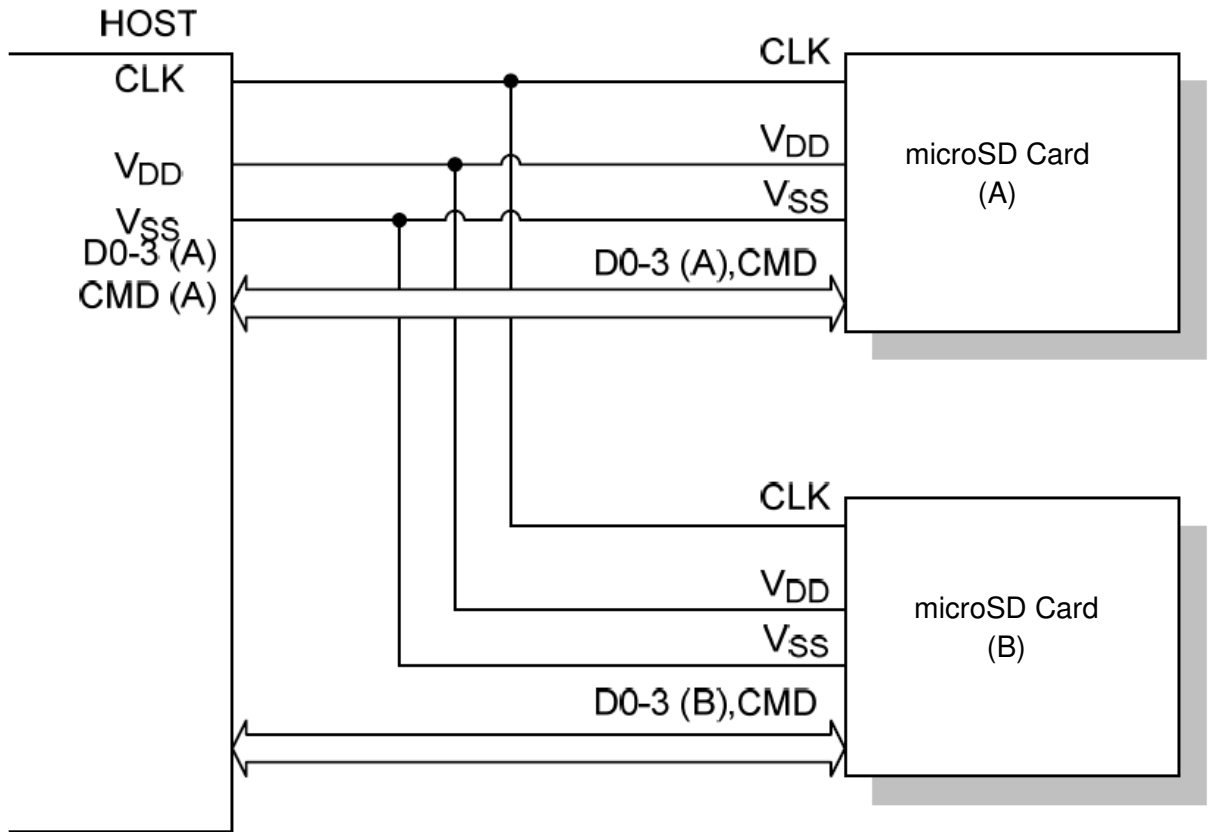 HOST
CLK
VDD
VSS
D0-3 (A)
CMD (A)
CLK
VDD
VSS
D0-3 (A),CMD
microSD Card
(A)
CLK
VDD
VSS
D0-3 (B),CMD
microSD Card
(B)